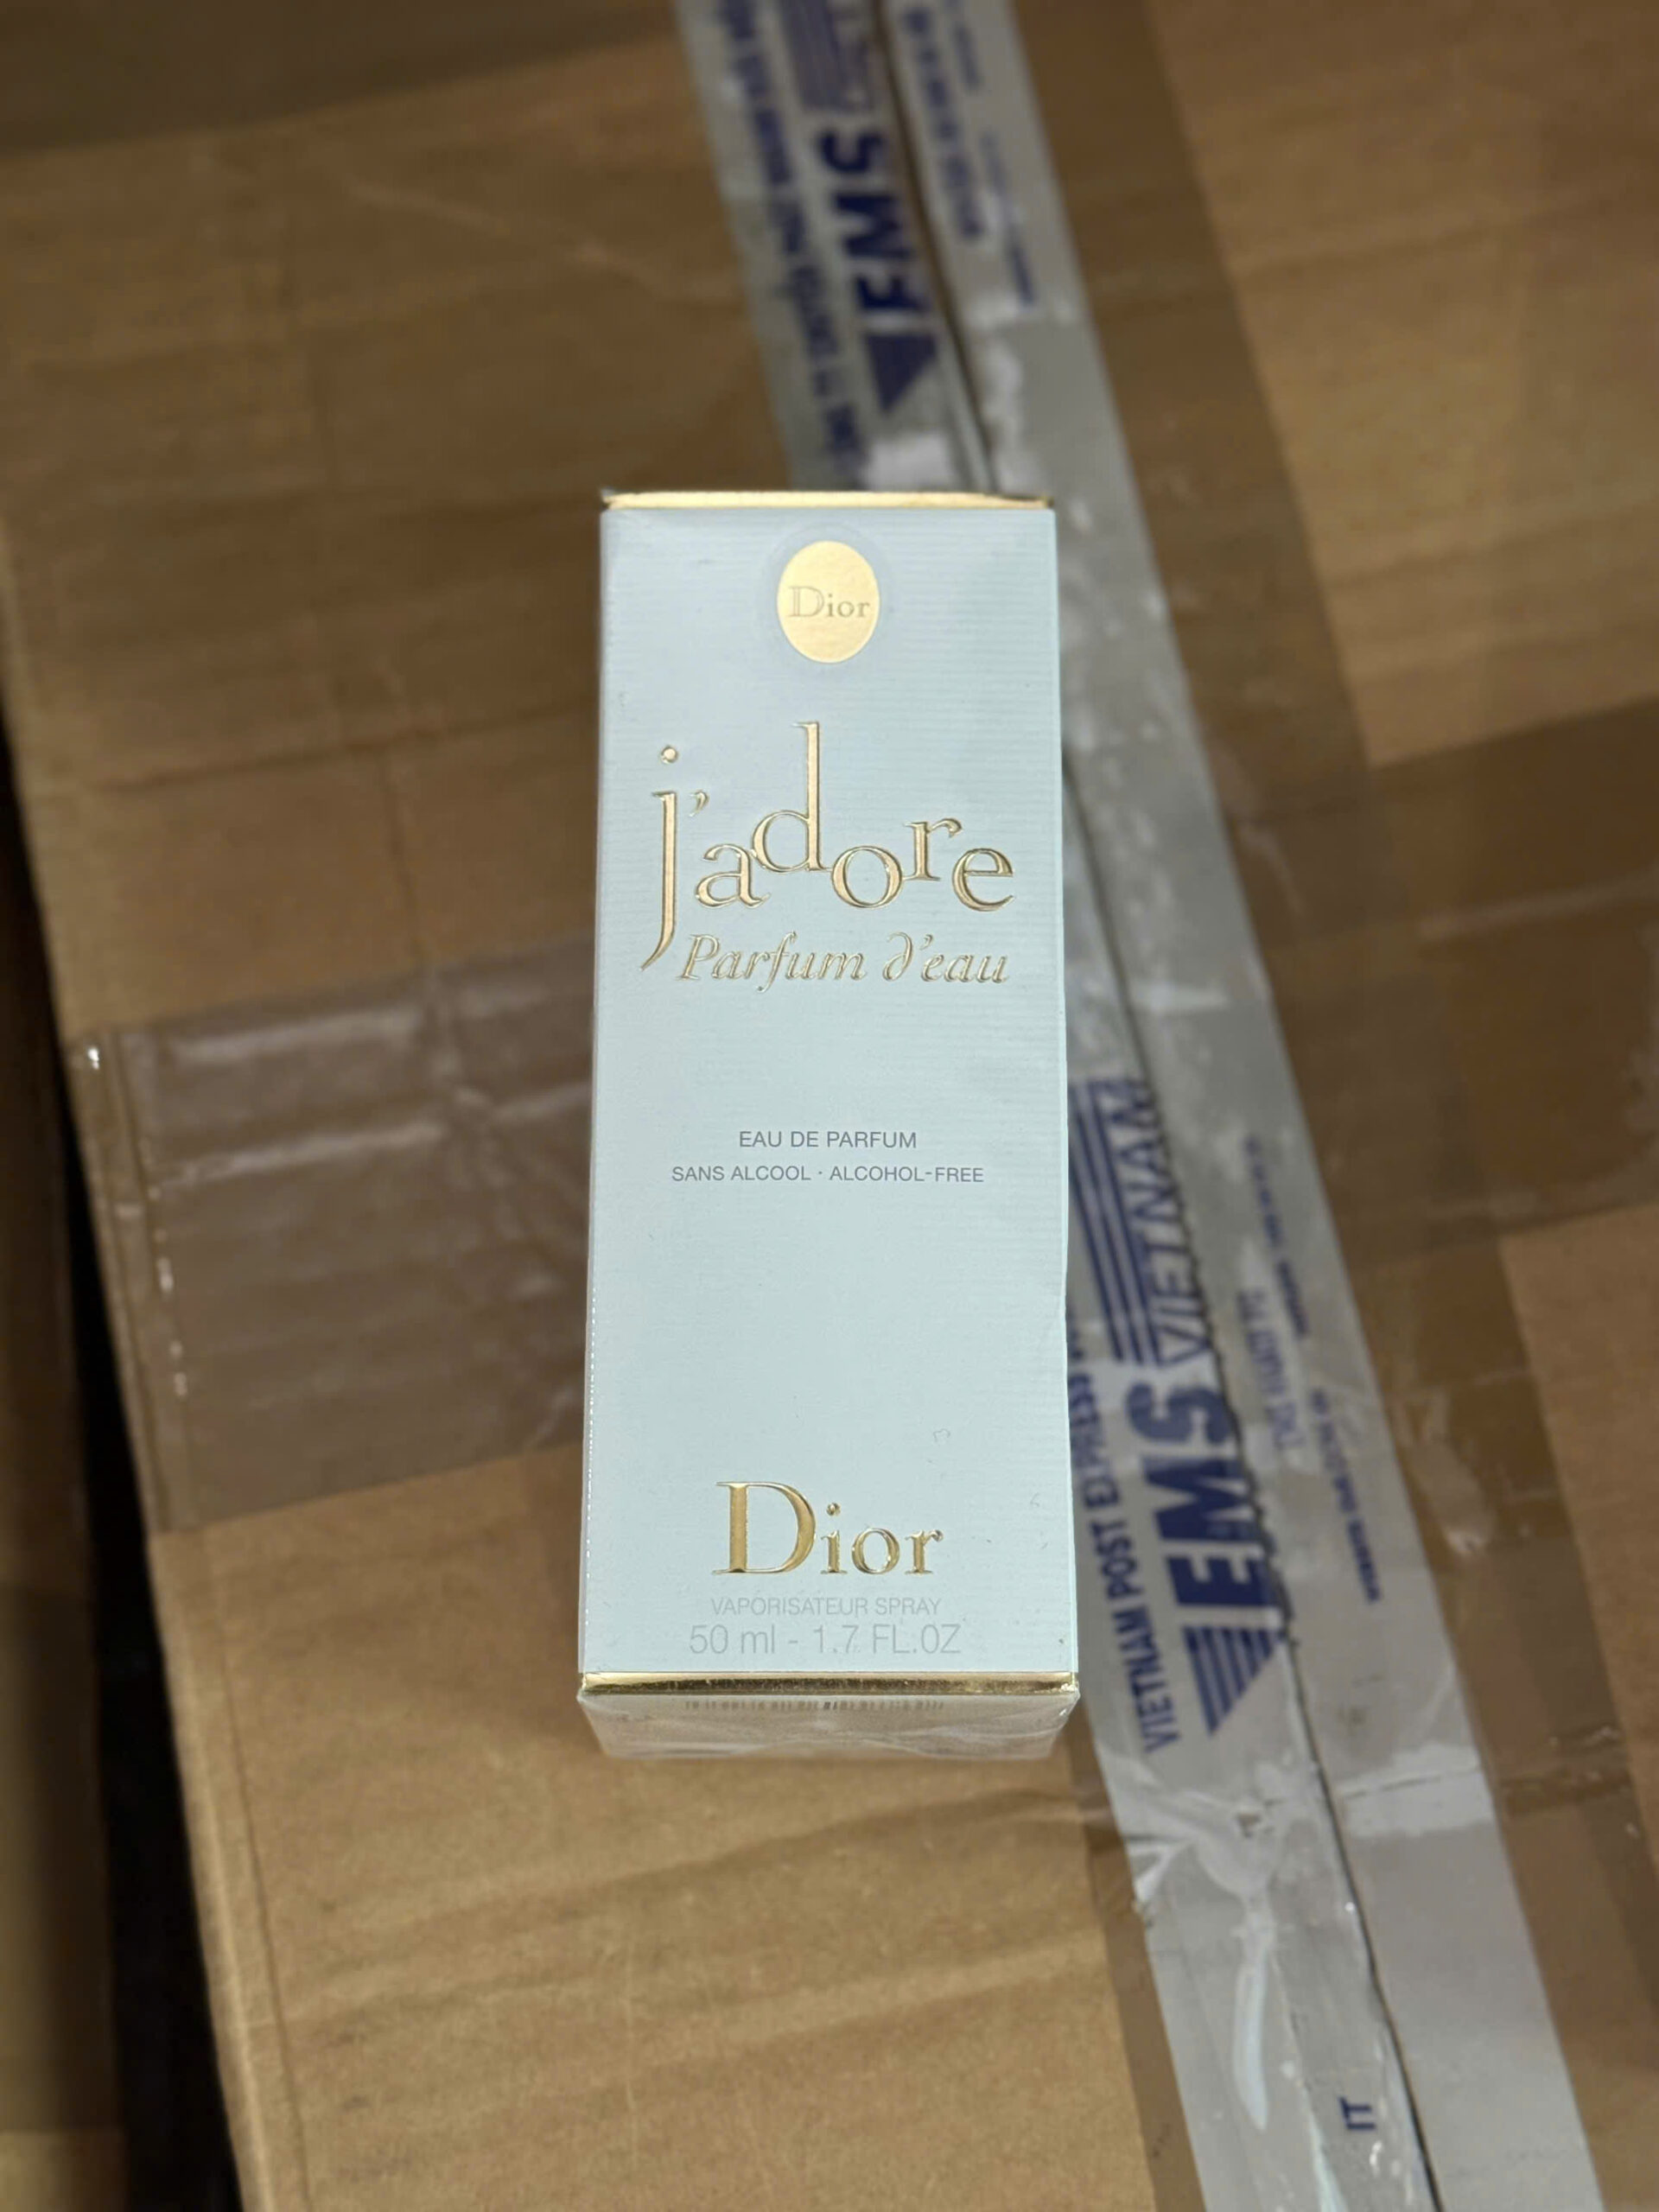 Dior
j'adore
Parfum d'eau
EAU DE PARFUM
SANS ALCOOL · ALCOHOL-FREE
Dior
VAPORISATEUR SPRAY
50 ml - 1.7 FL.OZ
EMS
EMS VIETNAM
VIETNAM POST EXPRESS
IT